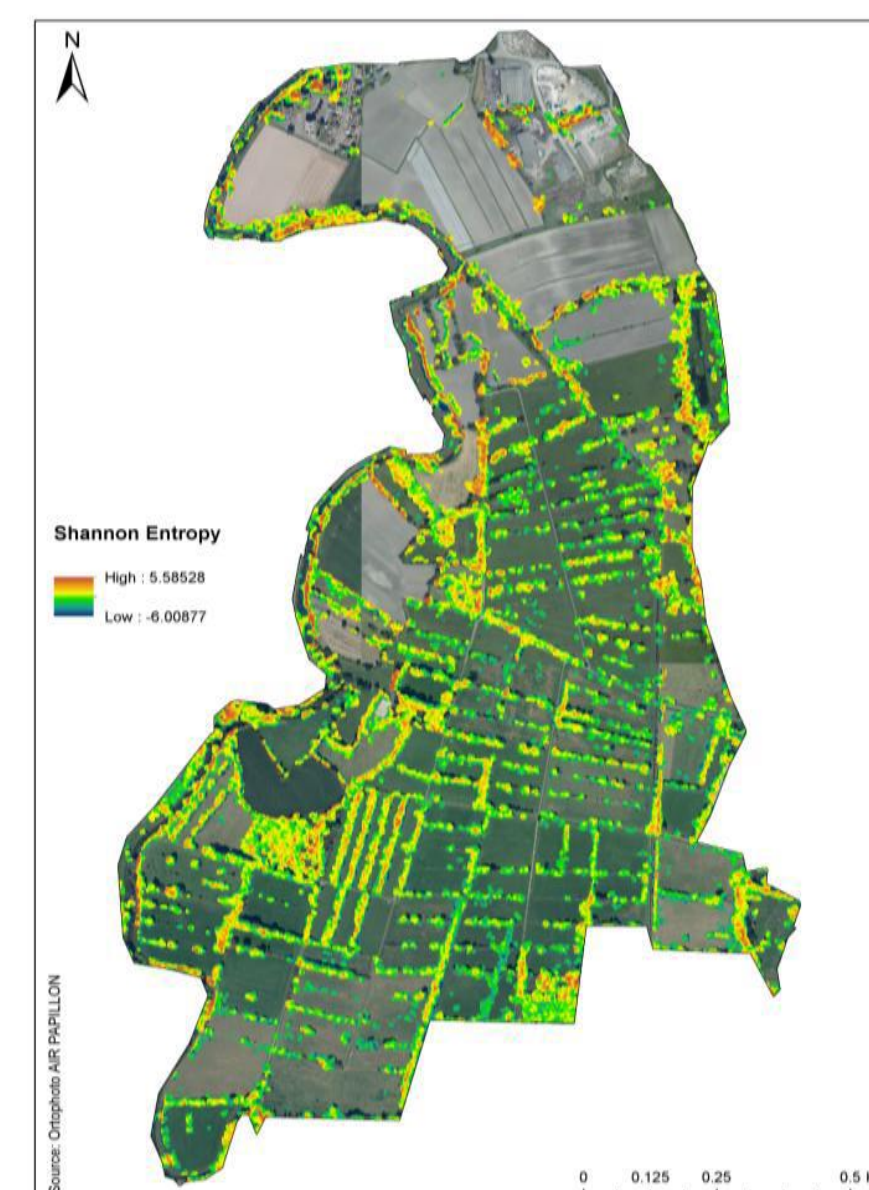 N
Shannon Entropy
High : 5.58528
Low : -6.00877
Source: Ortophoto AIR PAPILLON
0 0.125 0.25 0.5